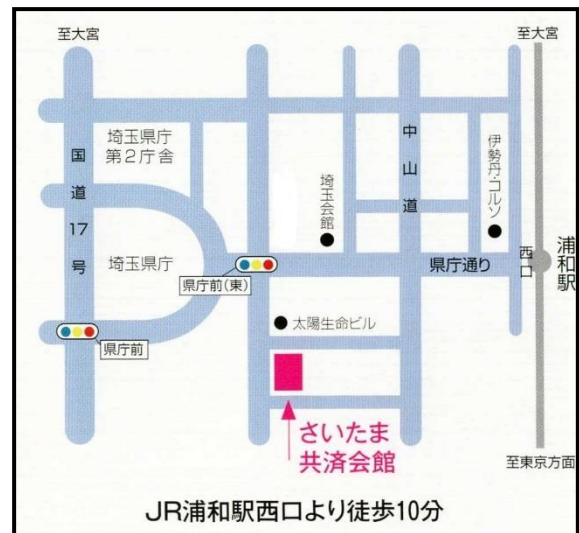 至大宮
至大宮
埼玉県庁
第2庁舎
国道17号
埼玉会館
中山道
伊勢丹・コルソ
埼玉県庁
県庁前(東)
県庁通り
西口
浦和駅
太陽生命ビル
県庁前
さいたま
共済会館
至東京方面
JR浦和駅西口より徒歩10分